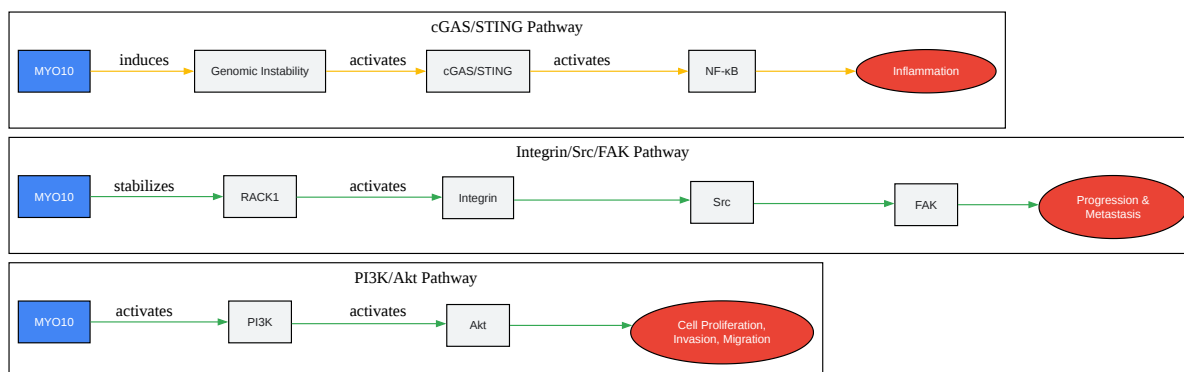 cGAS/STING Pathway
induces
activates
activates
MYO10
Genomic Instability
cGAS/STING
NF-κB
Inflammation
Integrin/Src/FAK Pathway
stabilizes
activates
MYO10
RACK1
Integrin
Src
FAK
Progression &
Metastasis
PI3K/Akt Pathway
activates
activates
MYO10
PI3K
Akt
Cell Proliferation,
Invasion, Migration